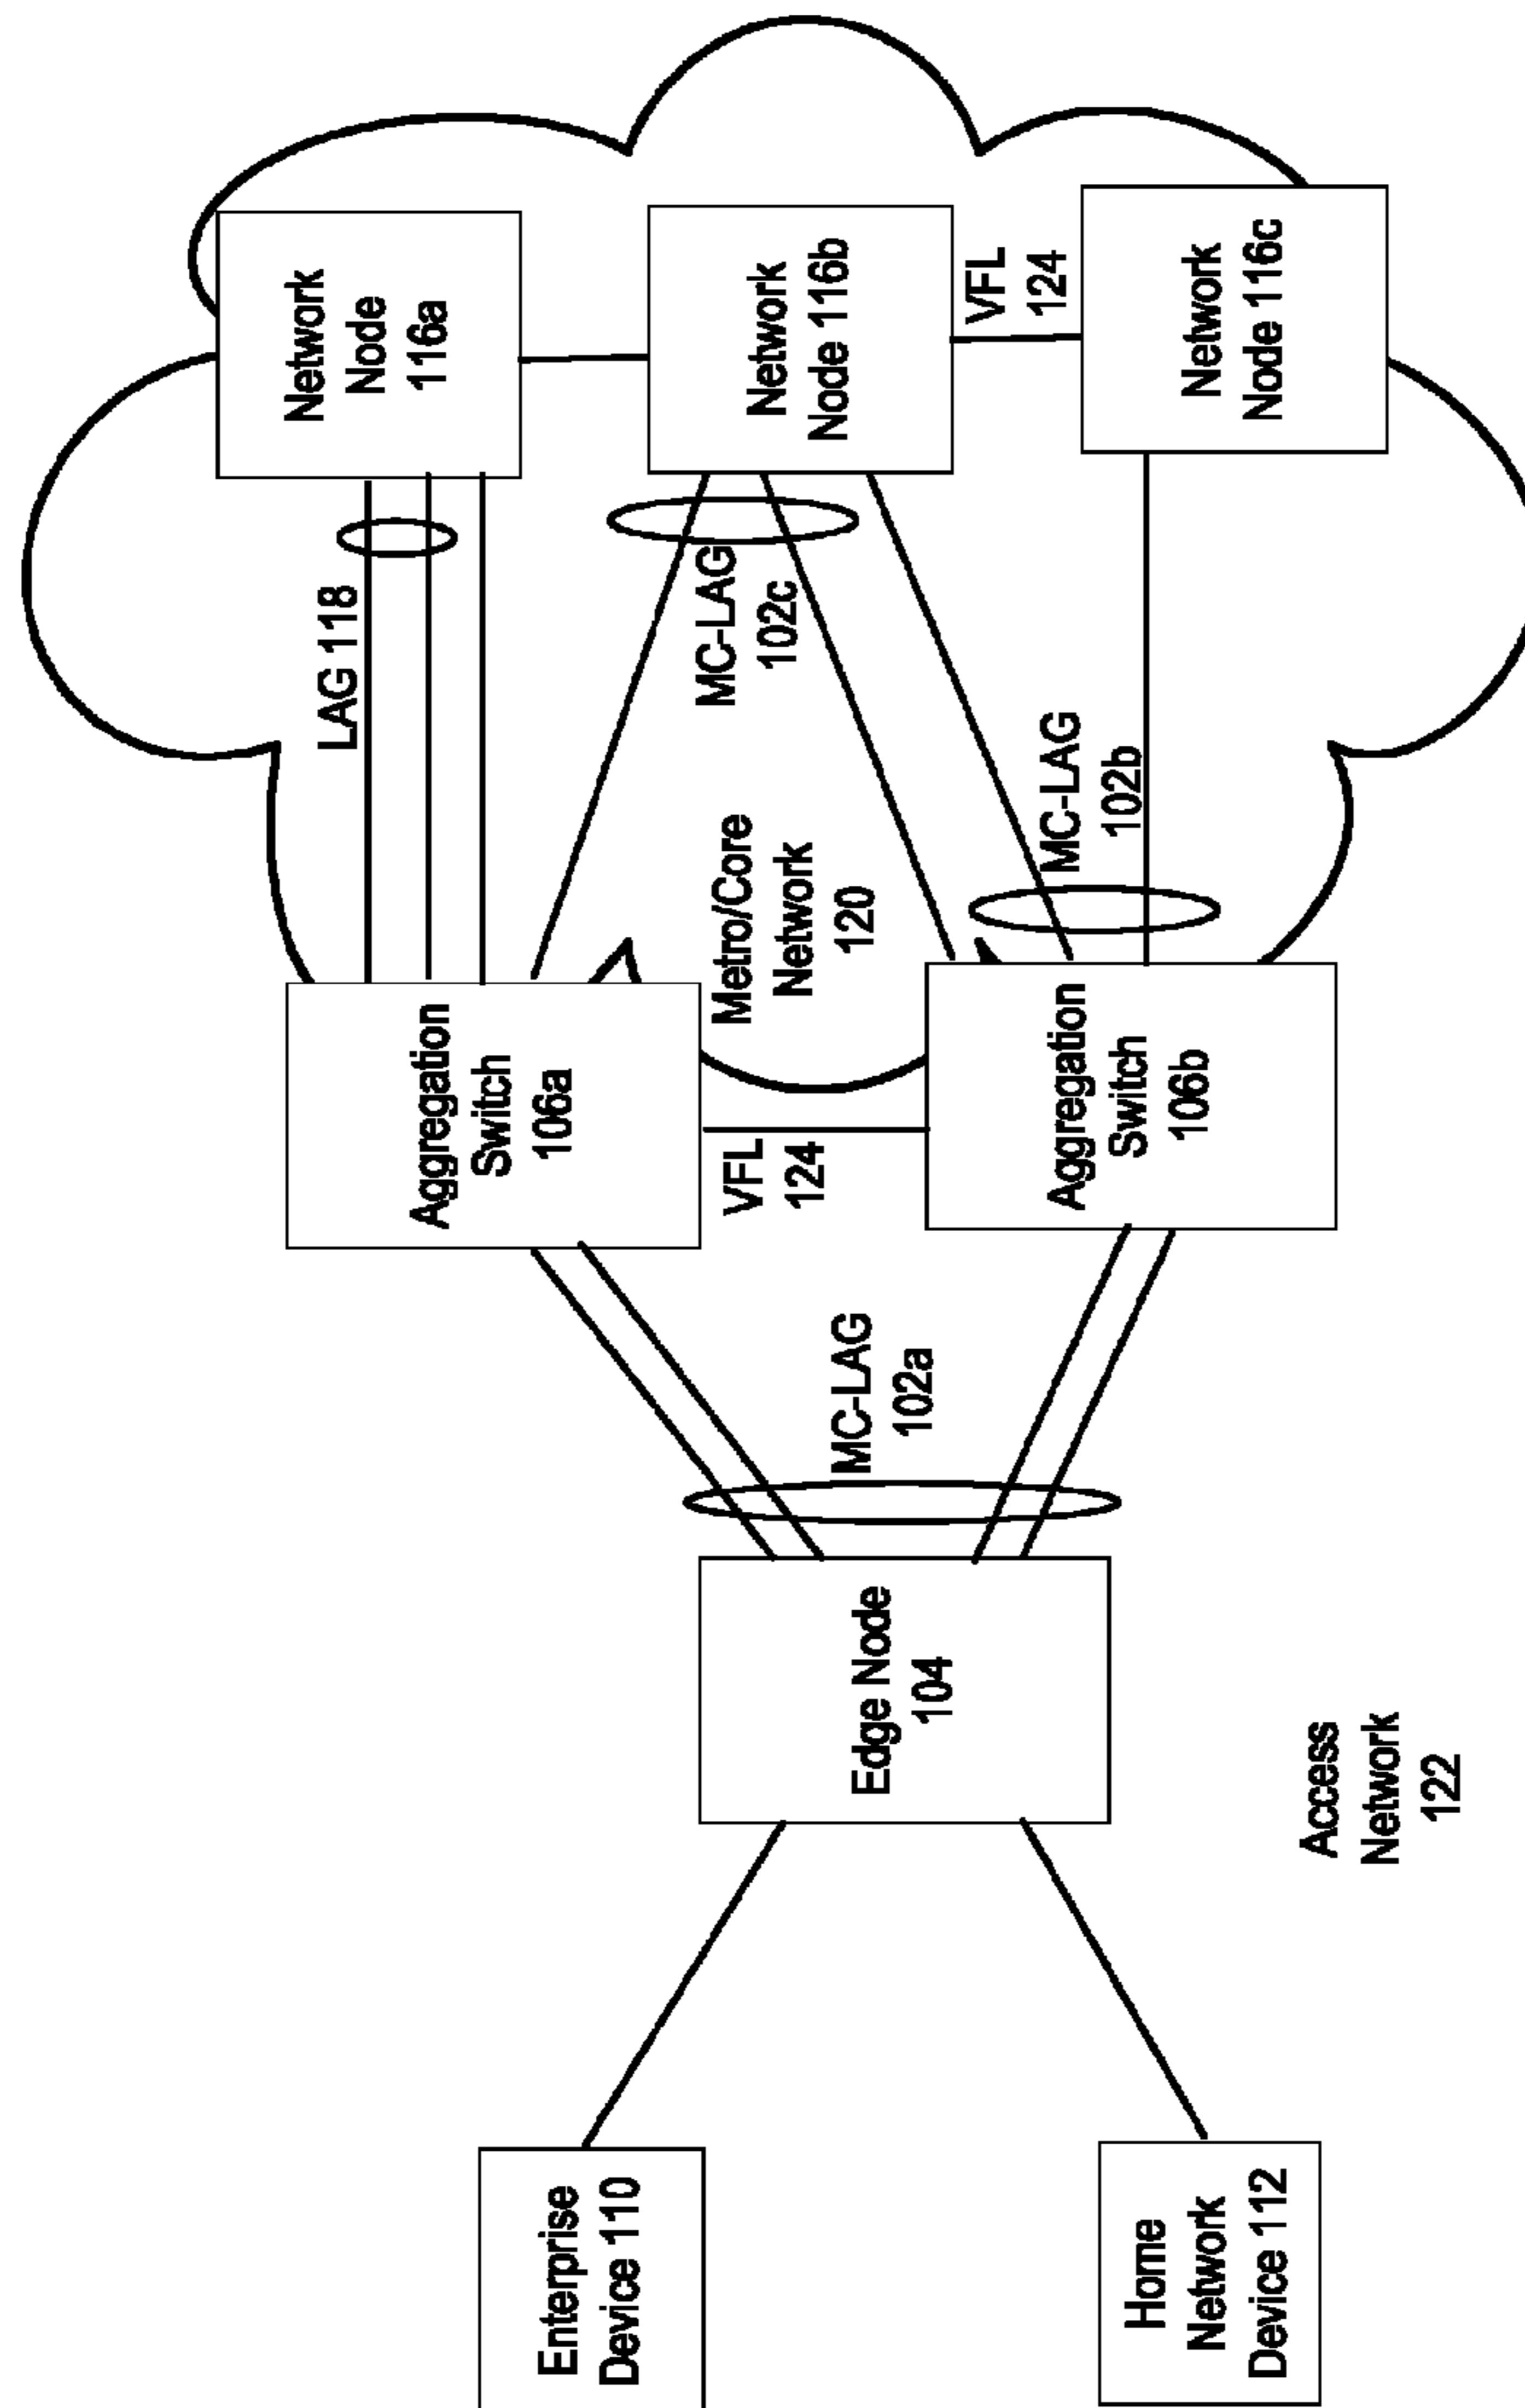 Network
Node
116a
Network
Node 116b
VFL
124
Network
Node 116c
LAG 118
MC-LAG
102c
MC-LAG
102b
Metro/Core
Network
120
Aggregation
Switch
106a
VFL
124
Aggregation
Switch
106b
MC-LAG
102a
Edge Node
104
Access
Network
122
Enterprise
Device 110
Home
Network
Device 112